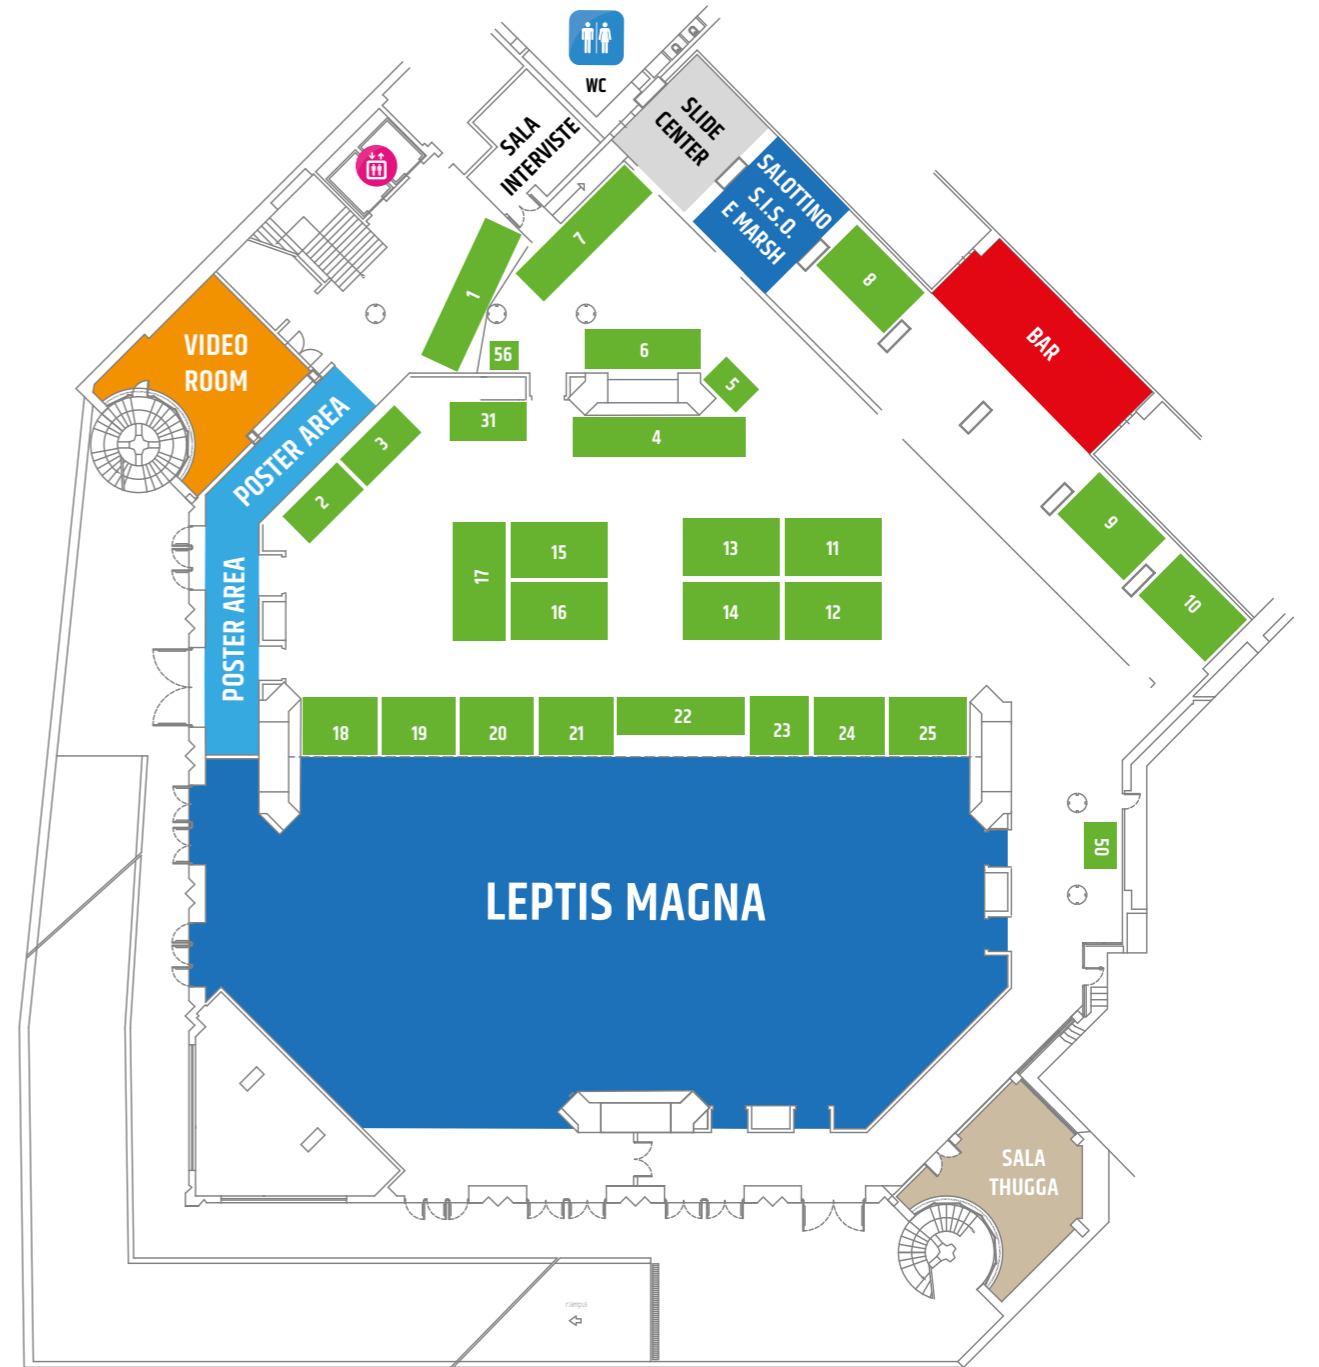 WC
SLIDE
CENTER
SALA
INTERVISTE
SALOTTINO
S.I.S.O.
E MARSH
7
8
1
BAR
VIDEO
ROOM
56
6
5
POSTER AREA
31
3
4
2
9
10
17
15
13
11
16
14
12
POSTER AREA
18
19
20
21
22
23
24
25
50
LEPTIS MAGNA
SALA
THUGGA
rampa